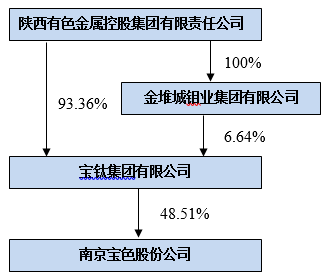 陕西有色金属控股集团有限责任公司
100%
金堆城钼业集团有限公司
93.36%
6.64%
宝钛集团有限公司
48.51%
南京宝色股份公司